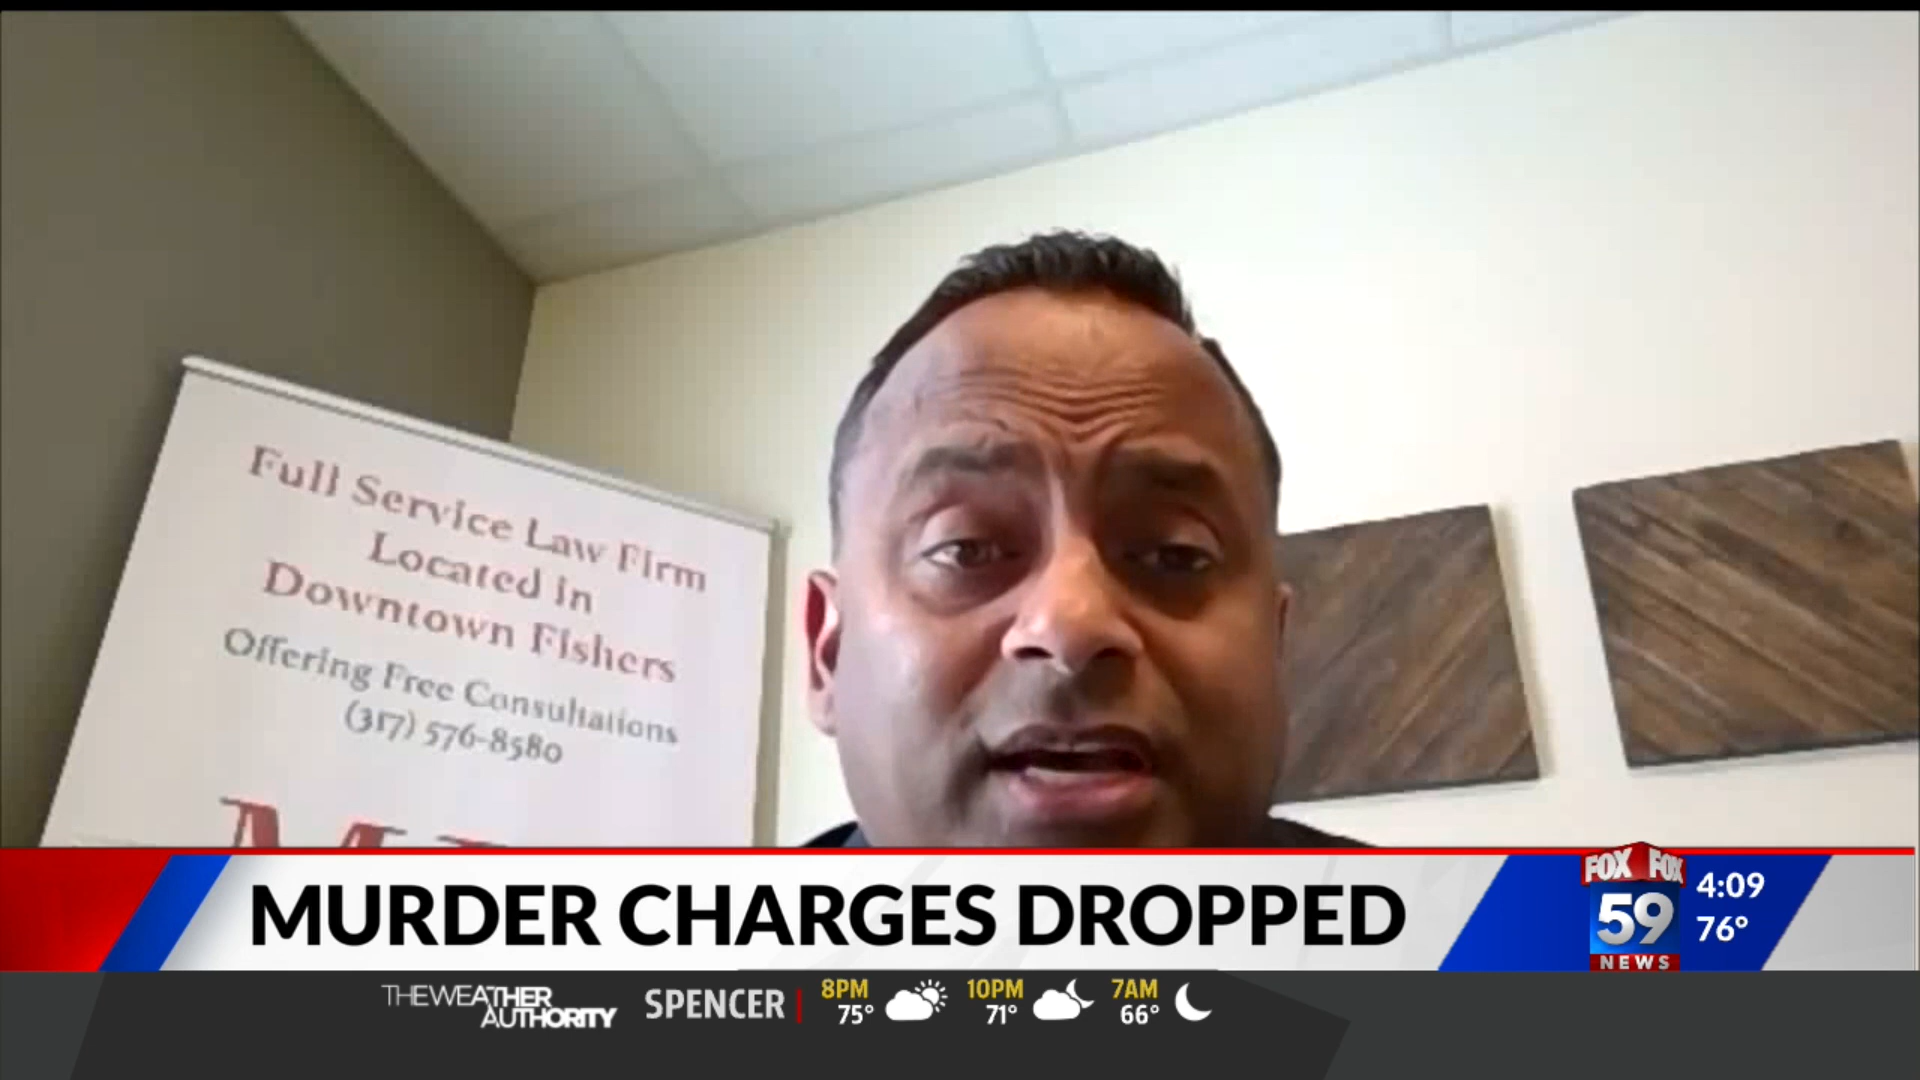 Full Service Law Firm
Located in
Downtown Fishers
Offering Free Consultations
(317) 576-8580
MURDER CHARGES DROPPED
FOX FOX
59
NEWS
4:09
76°
THE WEATHER
AUTHORITY
SPENCER
8PM
75°
10PM
71°
7AM
66°